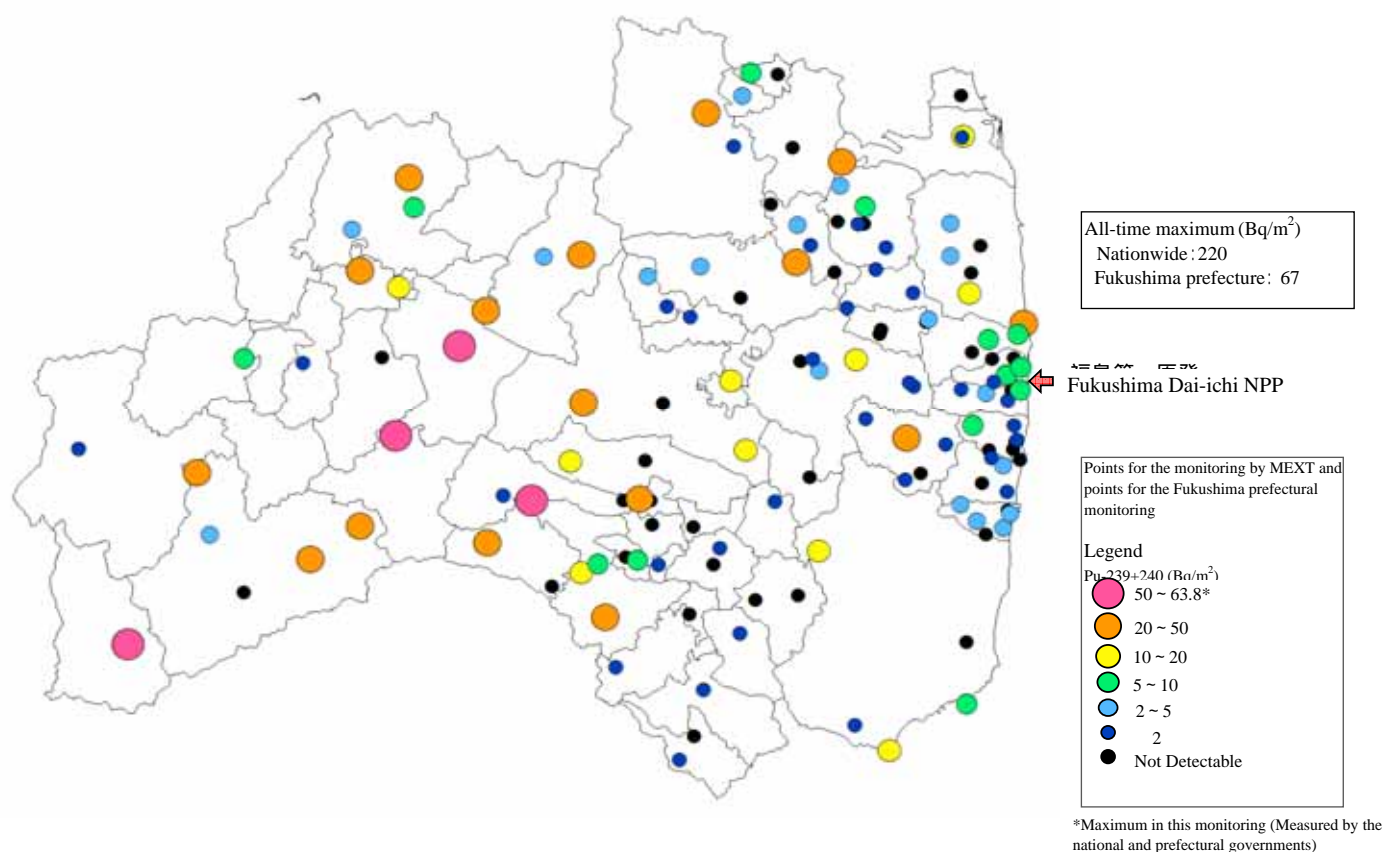 All-time maximum (Bq/m²)
Nationwide：220
Fukushima prefecture： 67
Fukushima Dai-ichi NPP
Points for the monitoring by MEXT and
points for the Fukushima prefectural
monitoring
Legend
Pu-239+240 (Bq/m²)
50 ~ 63.8*
20 ~ 50
10 ~ 20
5 ~ 10
2 ~ 5
2
Not Detectable
*Maximum in this monitoring (Measured by the
national and prefectural governments)